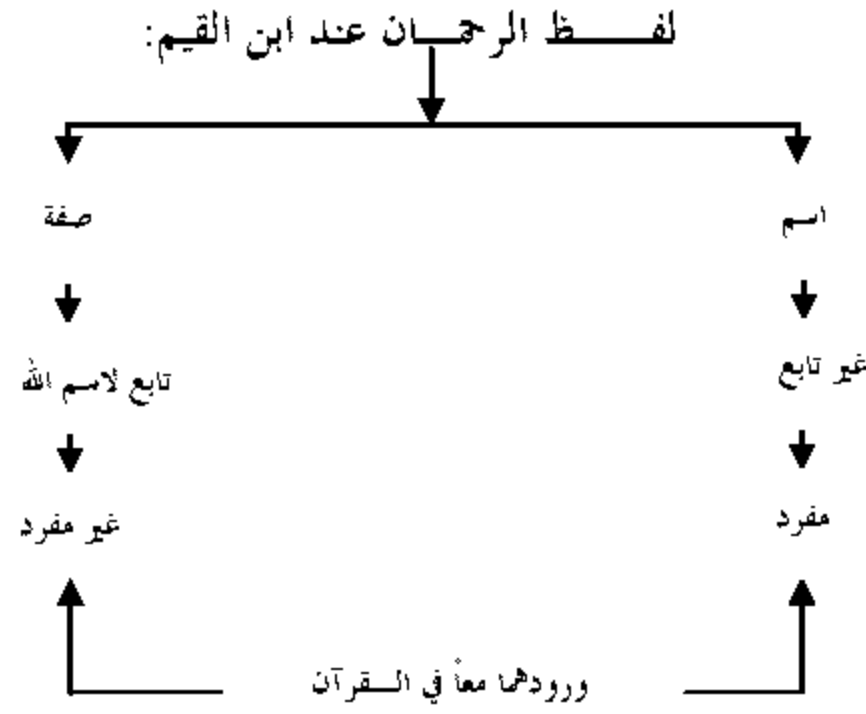 لفظ الرحمان عند ابن القيم:
اسم
صفة
غير تابع
تابع لاسم الله
مفرد
غير مفرد
ورودهما معاً في القرآن